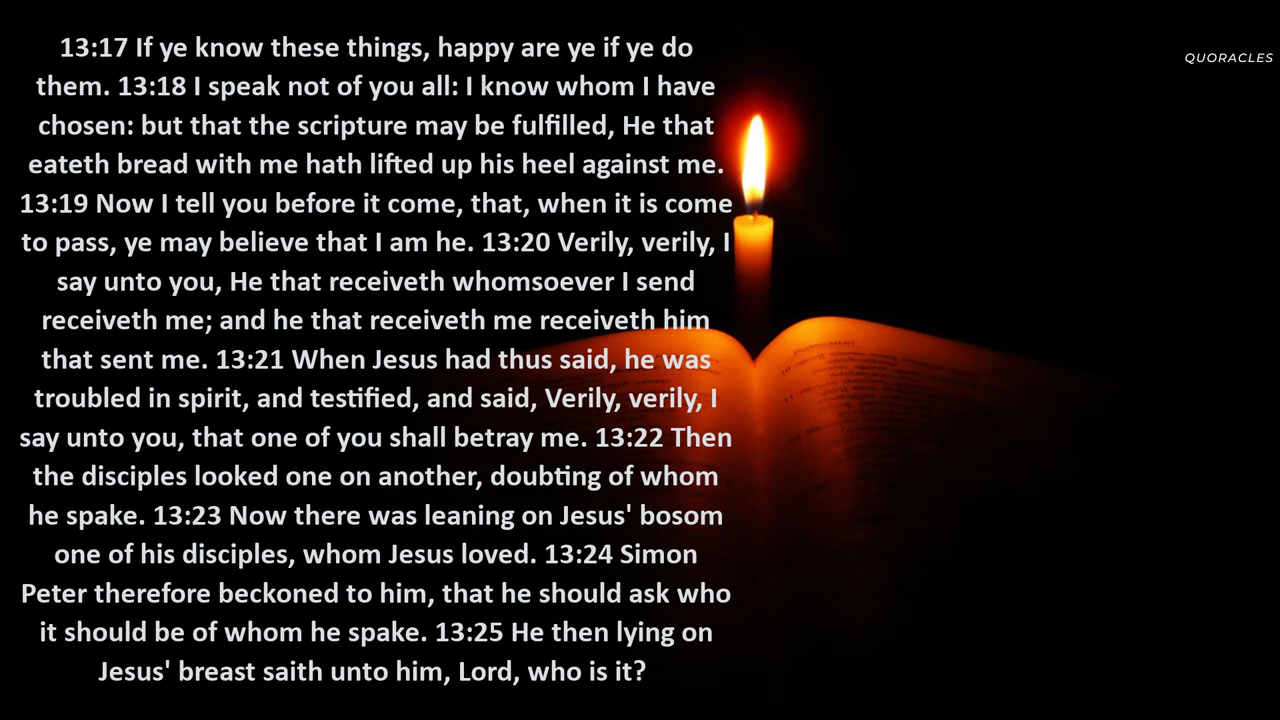 13:17 If ye know these things, happy are ye if ye do
them. 13:18 I speak not of you all: I know whom I have
chosen: but that the scripture may be fulfilled, He that
eateth bread with me hath lifted up his heel against me.
13:19 Now I tell you before it come, that, when it is come
to pass, ye may believe that I am he. 13:20 Verily, verily, I
say unto you, He that receiveth whomsoever I send
receiveth me; and he that receiveth me receiveth him
that sent me. 13:21 When Jesus had thus said, he was
troubled in spirit, and testified, and said, Verily, verily, I
say unto you, that one of you shall betray me. 13:22 Then
the disciples looked one on another, doubting of whom
he spake. 13:23 Now there was leaning on Jesus' bosom
one of his disciples, whom Jesus loved. 13:24 Simon
Peter therefore beckoned to him, that he should ask who
it should be of whom he spake. 13:25 He then lying on
Jesus' breast saith unto him, Lord, who is it?
QUORACLES